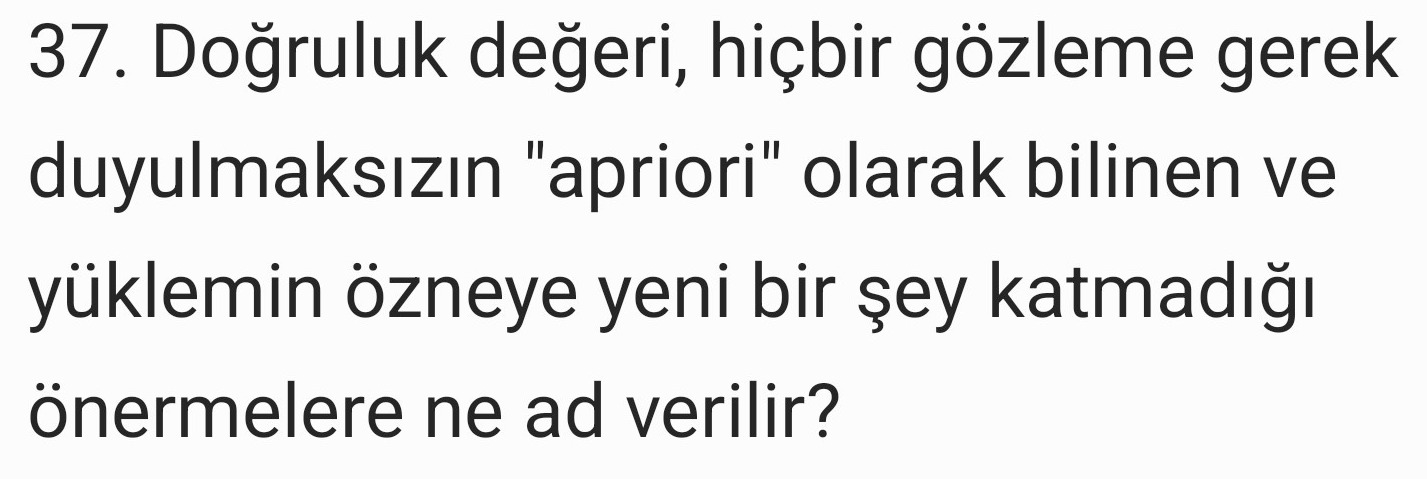 37. Doğruluk değeri, hiçbir gözleme gerek
duyulmaksızın "apriori" olarak bilinen ve
yüklemin özneye yeni bir şey katmadığı
önermelere ne ad verilir?